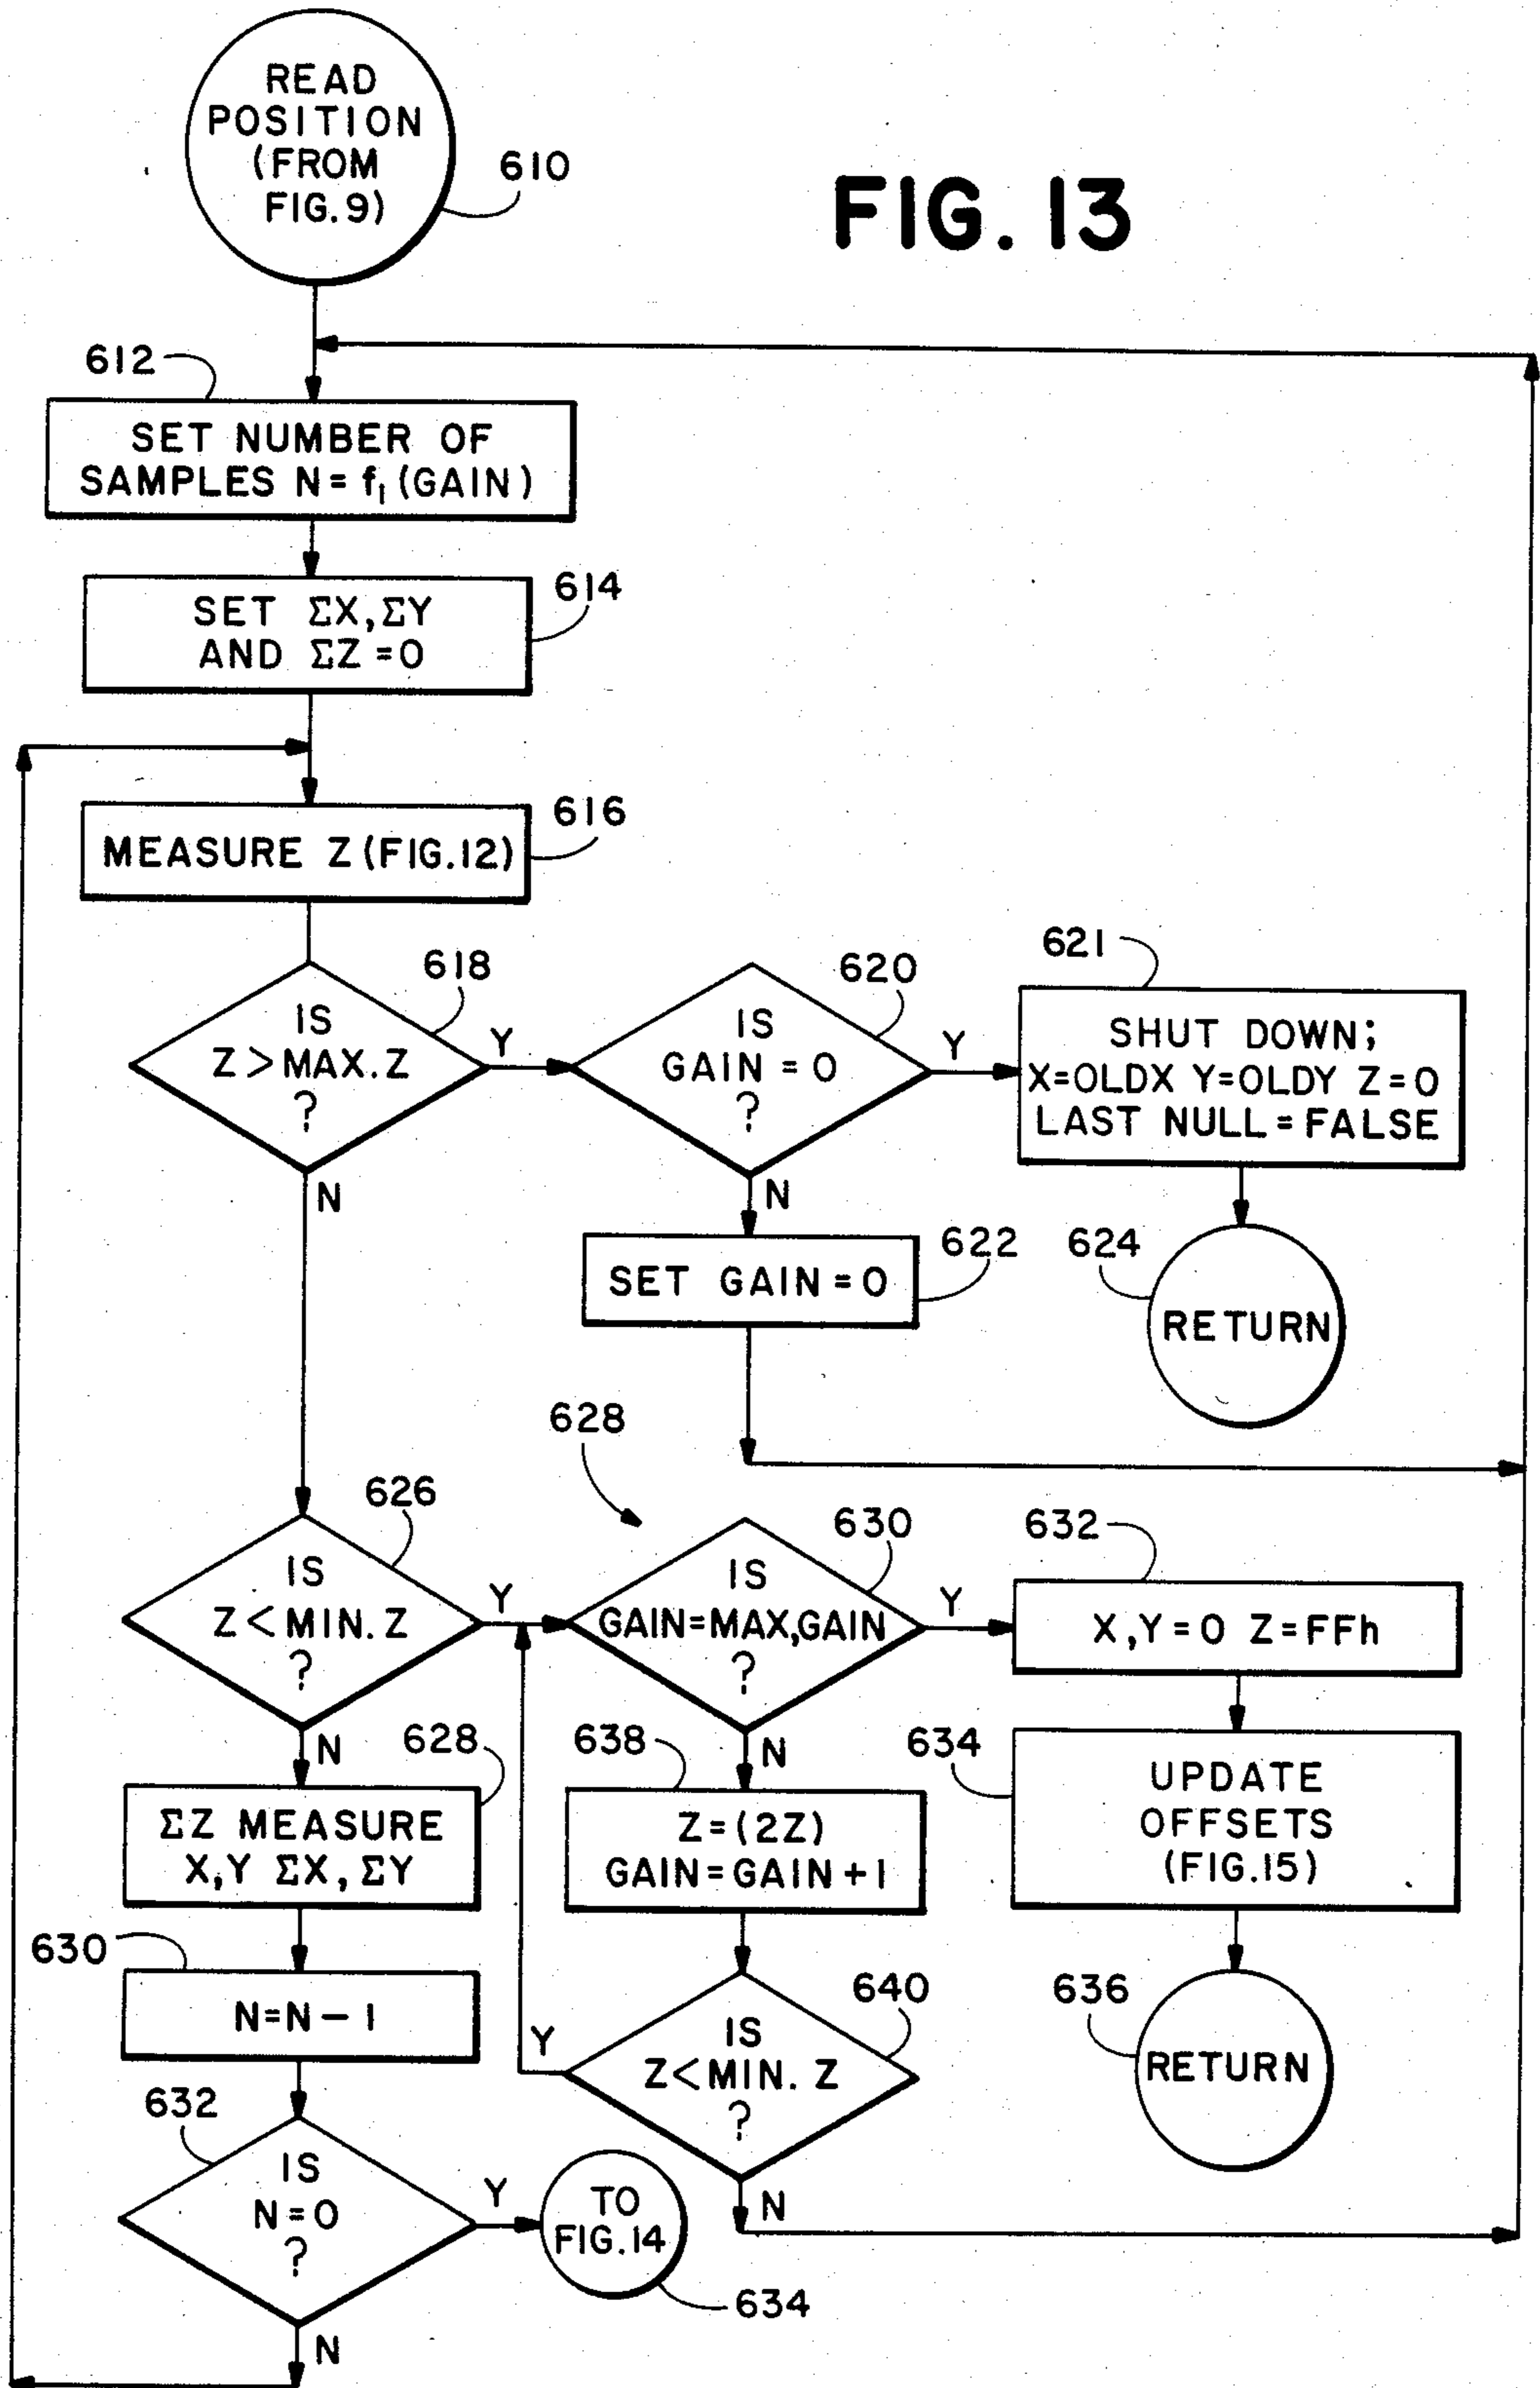 READ
POSITION
(FROM
FIG. 9)
610
FIG. 13
612
SET NUMBER OF
SAMPLES N = f₁ (GAIN)
SET ΣX, ΣY
AND ΣZ = 0
614
MEASURE Z (FIG. 12)
616
IS
Z > MAX. Z
?
618
Y
N
IS
GAIN = 0
?
620
Y
N
621
SHUT DOWN;
X=OLDX Y=OLDY Z=0
LAST NULL = FALSE
SET GAIN = 0
622
624
RETURN
628
626
IS
Z < MIN. Z
?
Y
N
630
IS
GAIN=MAX,GAIN
?
Y
N
632
X,Y=0 Z=FFh
634
UPDATE
OFFSETS
(FIG.15)
636
RETURN
628
ΣZ MEASURE
X,Y ΣX, ΣY
638
Z=(2Z)
GAIN=GAIN+1
630
N=N-1
640
IS
Z<MIN. Z
?
Y
N
632
IS
N=0
?
Y
N
TO
FIG.14
634